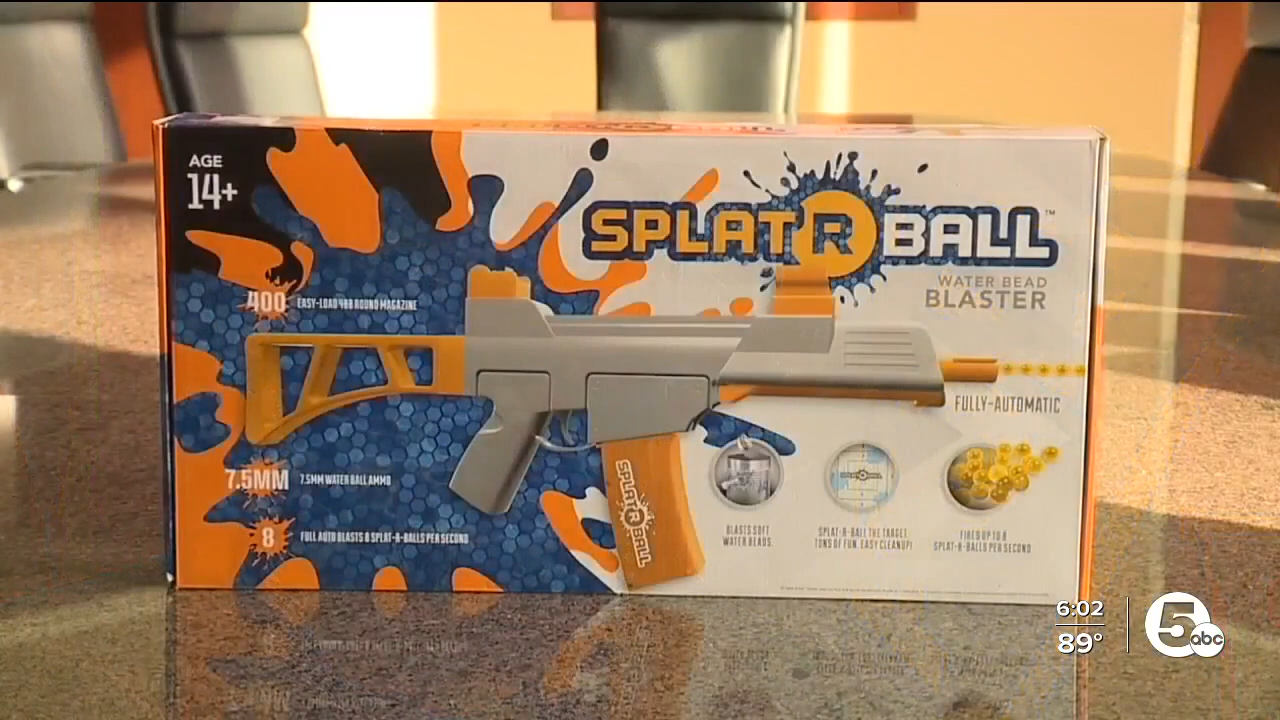 AGE
14+
SPLAT R BALL™
WATER BEAD
BLASTER
400 EASY-LOAD 400 ROUND MAGAZINE
FULLY-AUTOMATIC
7.5MM 7.5MM WATER BALL AMMO
8 FULL AUTO BLASTS 8 SPLAT-R-BALLS PER SECOND
SPLAT R BALL
SPLAT R BALL
BLASTS SOFT
WATER BEADS
SPLAT-R-BALL THE TARGET
TONS OF FUN. EASY CLEANUP!
FIRES UP TO 8
SPLAT-R-BALLS PER SECOND
6:02
89°
5 abc